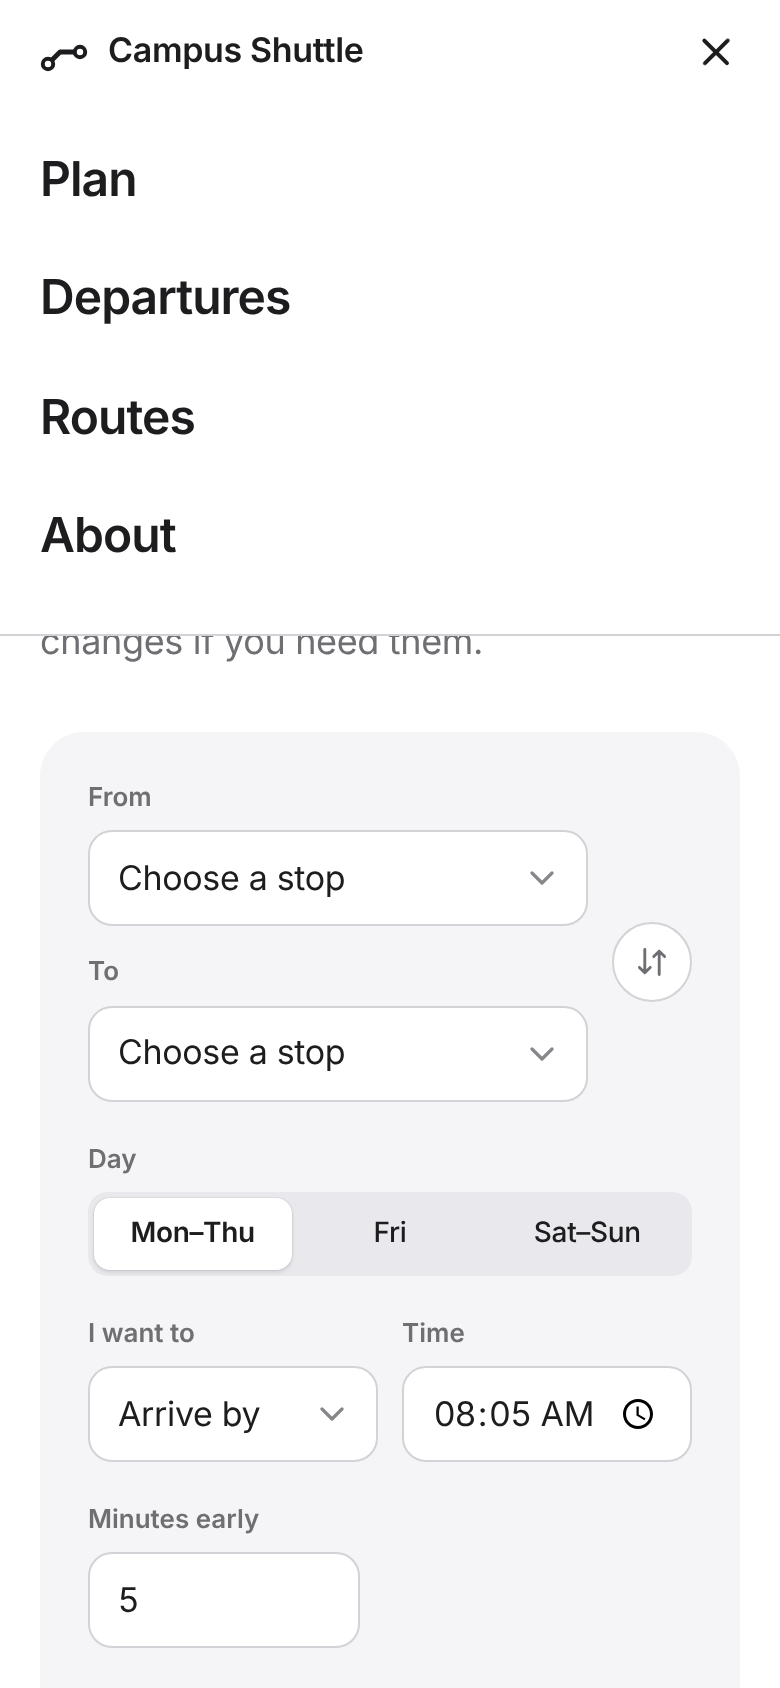 Campus Shuttle
Plan
Departures
Routes
About
changes if you need them.
From
Choose a stop
To
Choose a stop
Day
Mon–Thu Fri Sat–Sun
I want to Time
Arrive by 08:05 AM
Minutes early
5